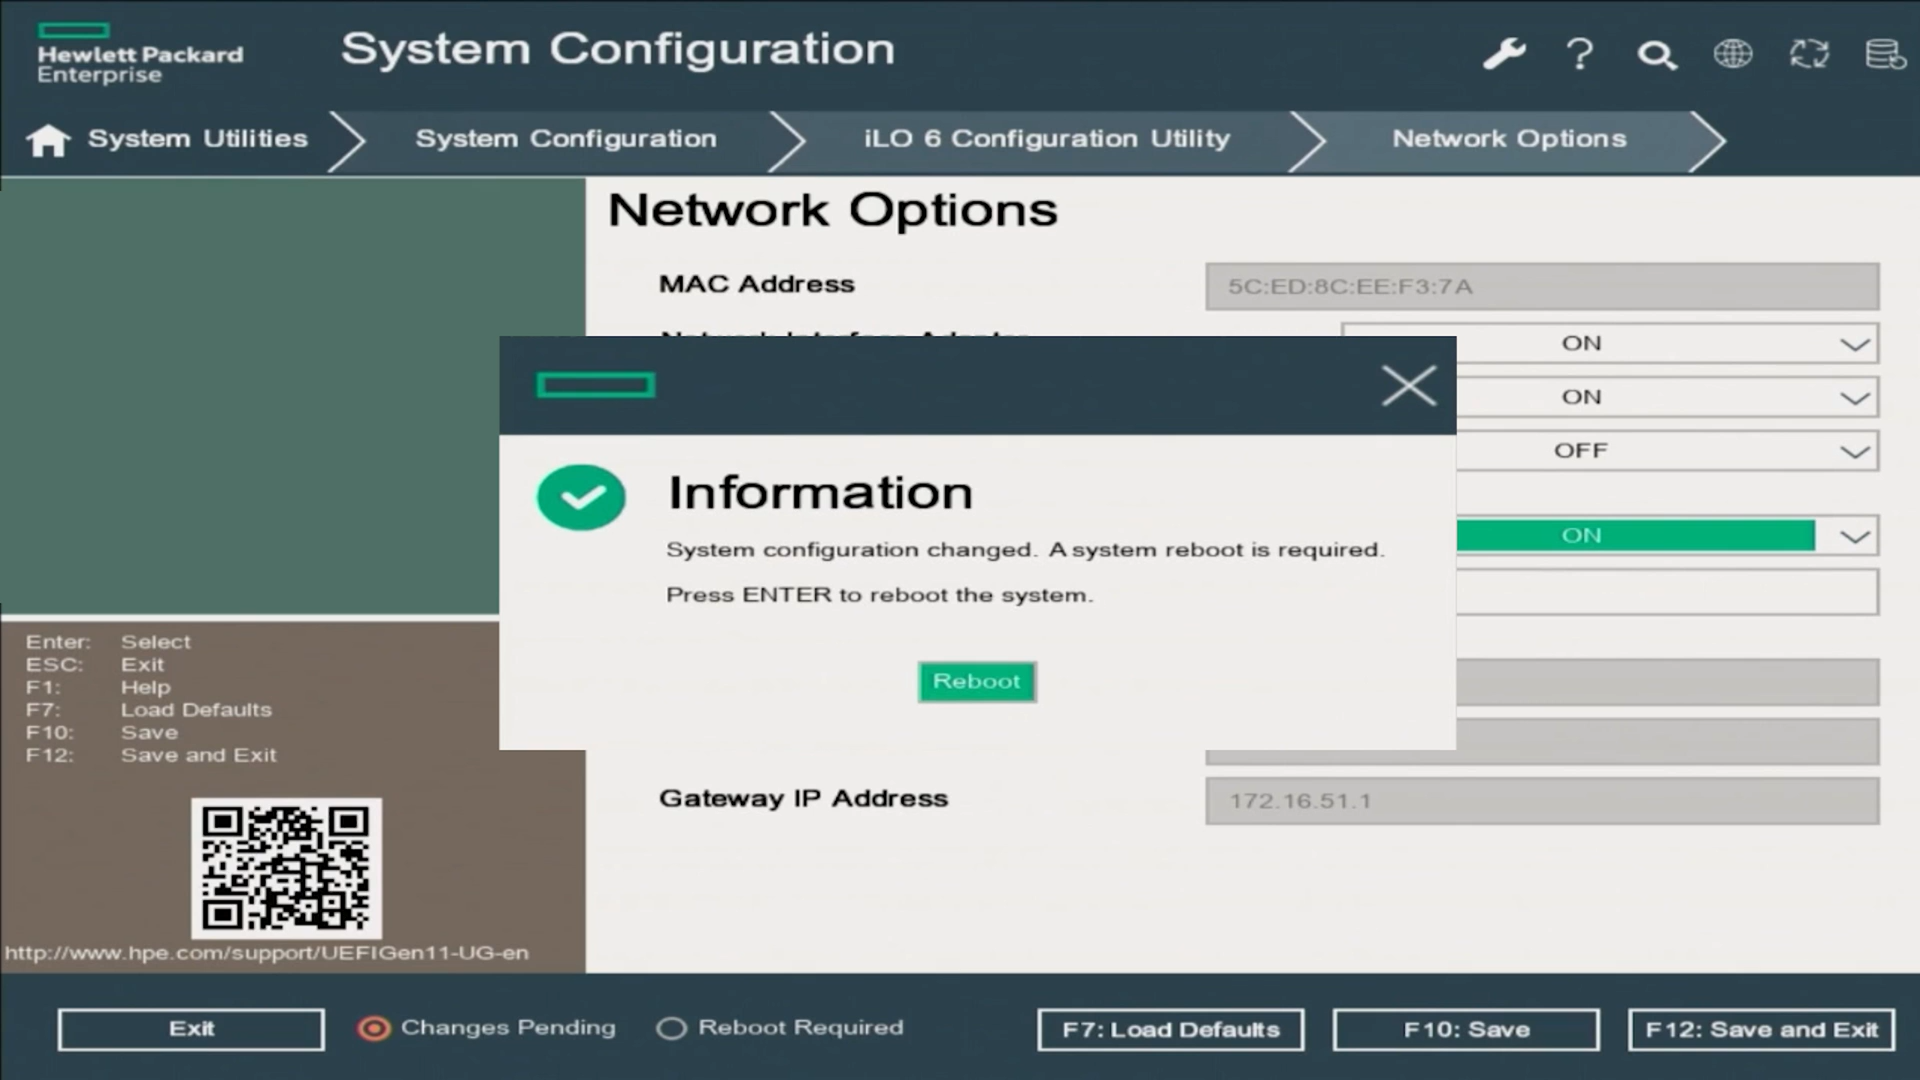 Hewlett Packard
Enterprise
System Configuration
System Utilities
System Configuration
iLO 6 Configuration Utility
Network Options
Network Options
MAC Address
5C:ED:8C:EE:F3:7A
ON
ON
OFF
ON
Information
System configuration changed. A system reboot is required.
Press ENTER to reboot the system.
Reboot
Gateway IP Address
172.16.51.1
Enter: Select
ESC: Exit
F1: Help
F7: Load Defaults
F10: Save
F12: Save and Exit
http://www.hpe.com/support/UEFIGen11-UG-en
Exit
Changes Pending
Reboot Required
F7: Load Defaults
F10: Save
F12: Save and Exit